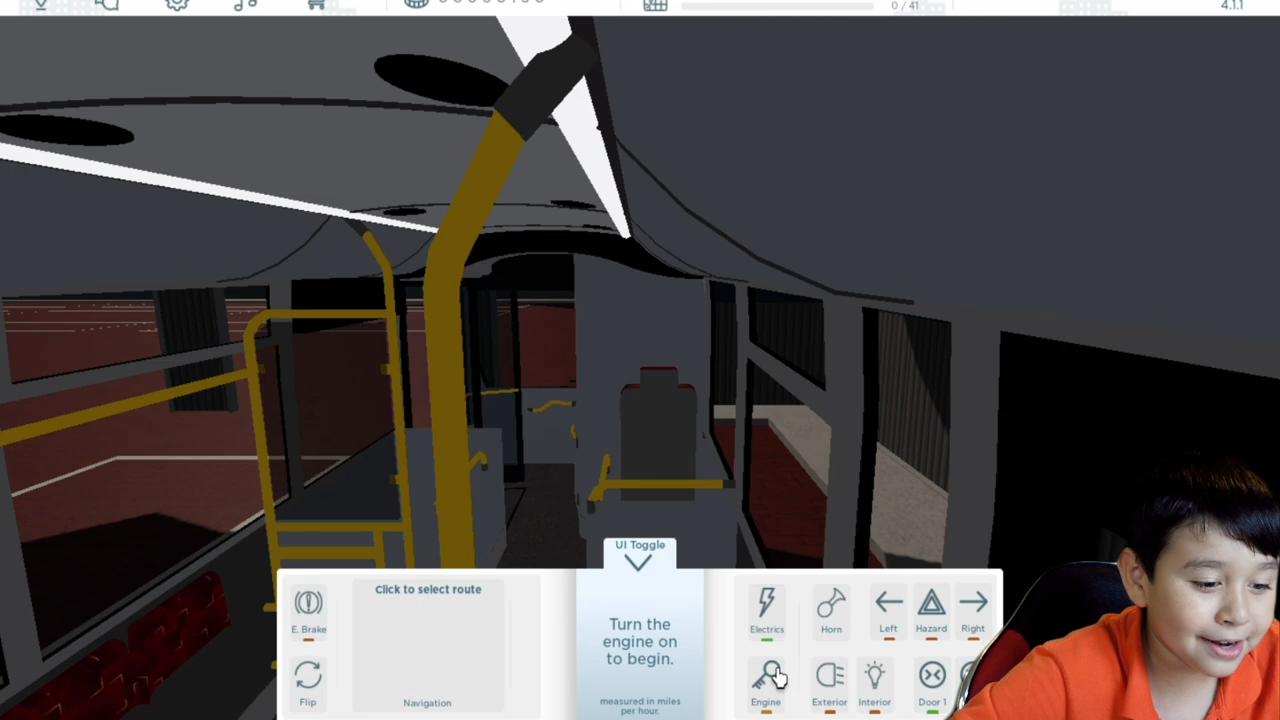 0 / 41
4.1.1
UI Toggle
Click to select route
E. Brake
Flip
Navigation
Turn the
engine on
to begin.
measured in miles
per hour.
Electrics
Horn
Left
Hazard
Right
Engine
Exterior
Interior
Door 1